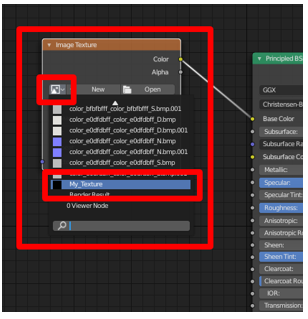 Image Texture
Color
Alpha
New
Open
color_bfbfbfff_color_bfbfbfff_S.bmp.001
color_e0dfdbff_color_e0dfdbff_D.bmp
color_e0dfdbff_color_e0dfdbff_D.bmp.001
color_e0dfdbff_color_e0dfdbff_N.bmp
color_e0dfdbff_color_e0dfdbff_N.bmp.001
color_e0dfdbff_color_e0dfdbff_S.bmp
My_Texture
Render Result
0 Viewer Node
Principled BS
GGX
Christensen-B
Base Color
Subsurface:
Subsurface Ra
Subsurface Co
Metallic:
Specular:
Specular Tint:
Roughness:
Anisotropic:
Anisotropic Ro
Sheen:
Sheen Tint:
Clearcoat:
Clearcoat Rou
IOR:
Transmission: